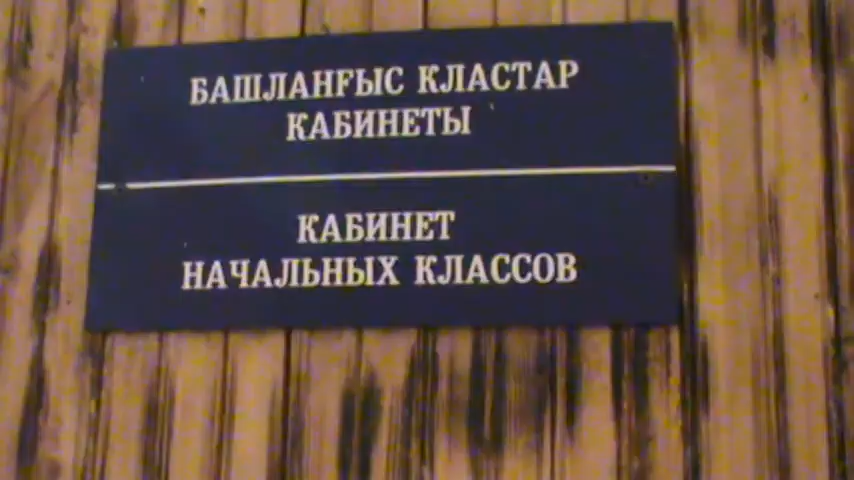 БАШЛАНҒЫС КЛАСТАР
КАБИНЕТЫ
КАБИНЕТ
НАЧАЛЬНЫХ КЛАССОВ